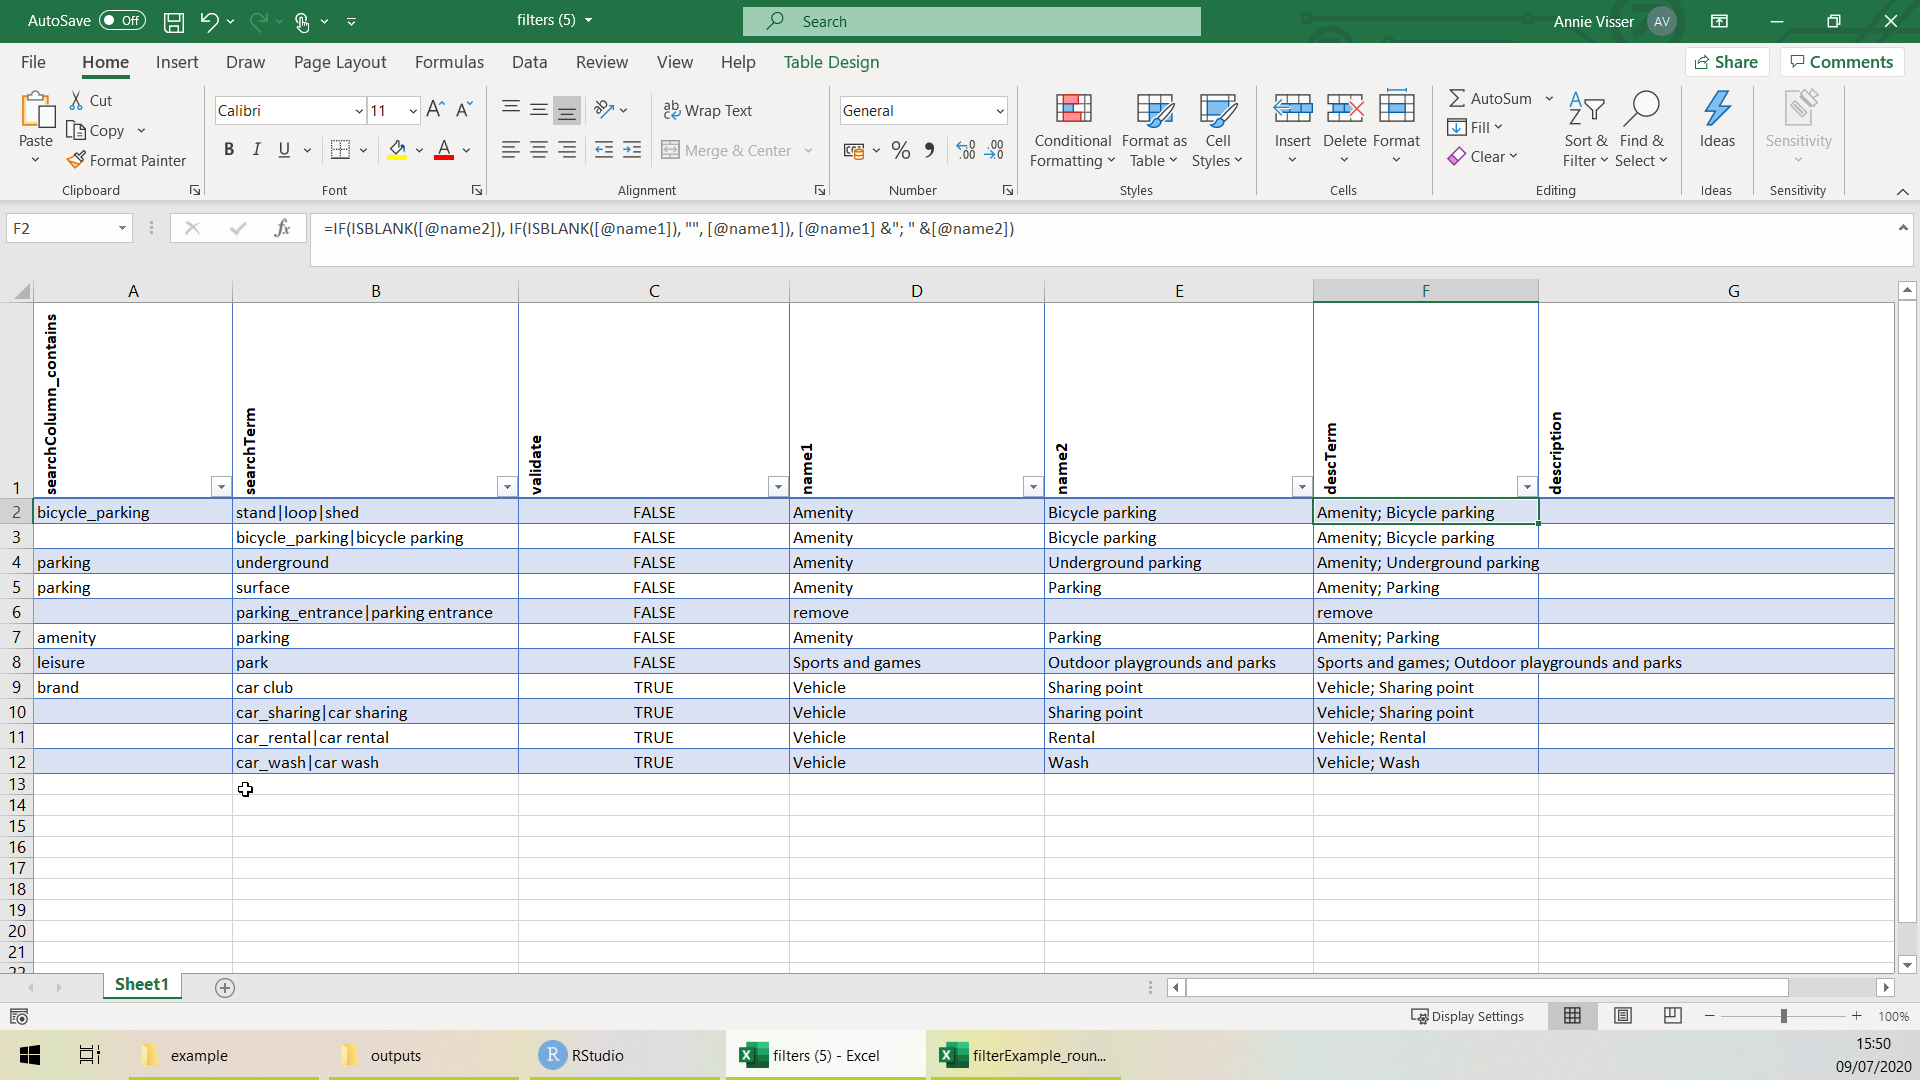 AutoSave Off filters (5) Search Annie Visser AV
File Home Insert Draw Page Layout Formulas Data Review View Help Table Design Share Comments
Paste Cut Copy Format Painter Clipboard
Calibri 11 B I U A Font
ab Wrap Text Merge & Center Alignment
General % Number
Conditional Formatting Format as Table Cell Styles Styles
Insert Delete Format Cells
AutoSum Fill Clear Sort & Filter Find & Select Editing
Ideas Ideas
Sensitivity Sensitivity
F2 fx =IF(ISBLANK([@name2]), IF(ISBLANK([@name1]), "", [@name1]), [@name1] &"; " &[@name2])
A B C D E F G
1 searchColumn_contains searchTerm validate name1 name2 descTerm description
2 bicycle_parking stand|loop|shed FALSE Amenity Bicycle parking Amenity; Bicycle parking
3 bicycle_parking|bicycle parking FALSE Amenity Bicycle parking Amenity; Bicycle parking
4 parking underground FALSE Amenity Underground parking Amenity; Underground parking
5 parking surface FALSE Amenity Parking Amenity; Parking
6 parking_entrance|parking entrance FALSE remove remove
7 amenity parking FALSE Amenity Parking Amenity; Parking
8 leisure park FALSE Sports and games Outdoor playgrounds and parks Sports and games; Outdoor playgrounds and parks
9 brand car club TRUE Vehicle Sharing point Vehicle; Sharing point
10 car_sharing|car sharing TRUE Vehicle Sharing point Vehicle; Sharing point
11 car_rental|car rental TRUE Vehicle Rental Vehicle; Rental
12 car_wash|car wash TRUE Vehicle Wash Vehicle; Wash
13
14
15
16
17
18
19
20
21
22
Sheet1
Display Settings 100%
example outputs R RStudio filters (5) - Excel filterExample_roun... 15:50
09/07/2020